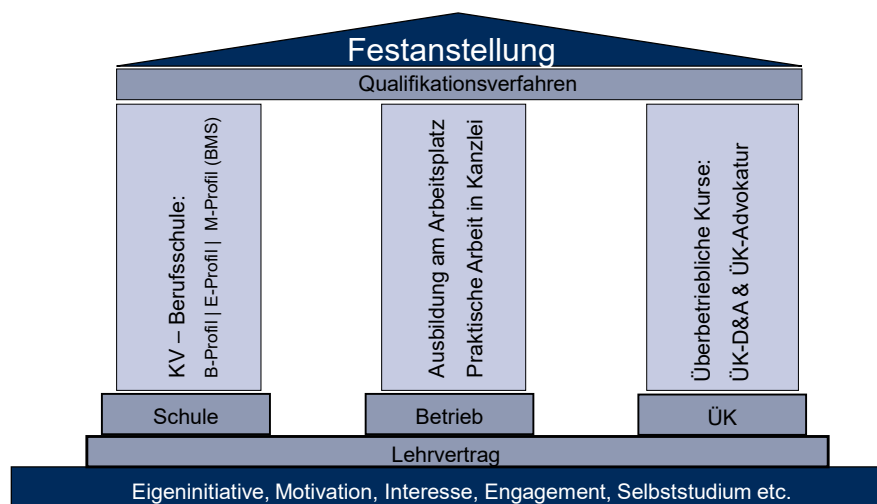 Festanstellung
Qualifikationsverfahren
KV – Berufsschule:
B-Profil | E-Profil | M-Profil (BMS)
Ausbildung am Arbeitsplatz
Praktische Arbeit in Kanzlei
Überbetriebliche Kurse:
ÜK-D&A & ÜK-Advokatur
Schule
Betrieb
ÜK
Lehrvertrag
Eigeninitiative, Motivation, Interesse, Engagement, Selbststudium etc.